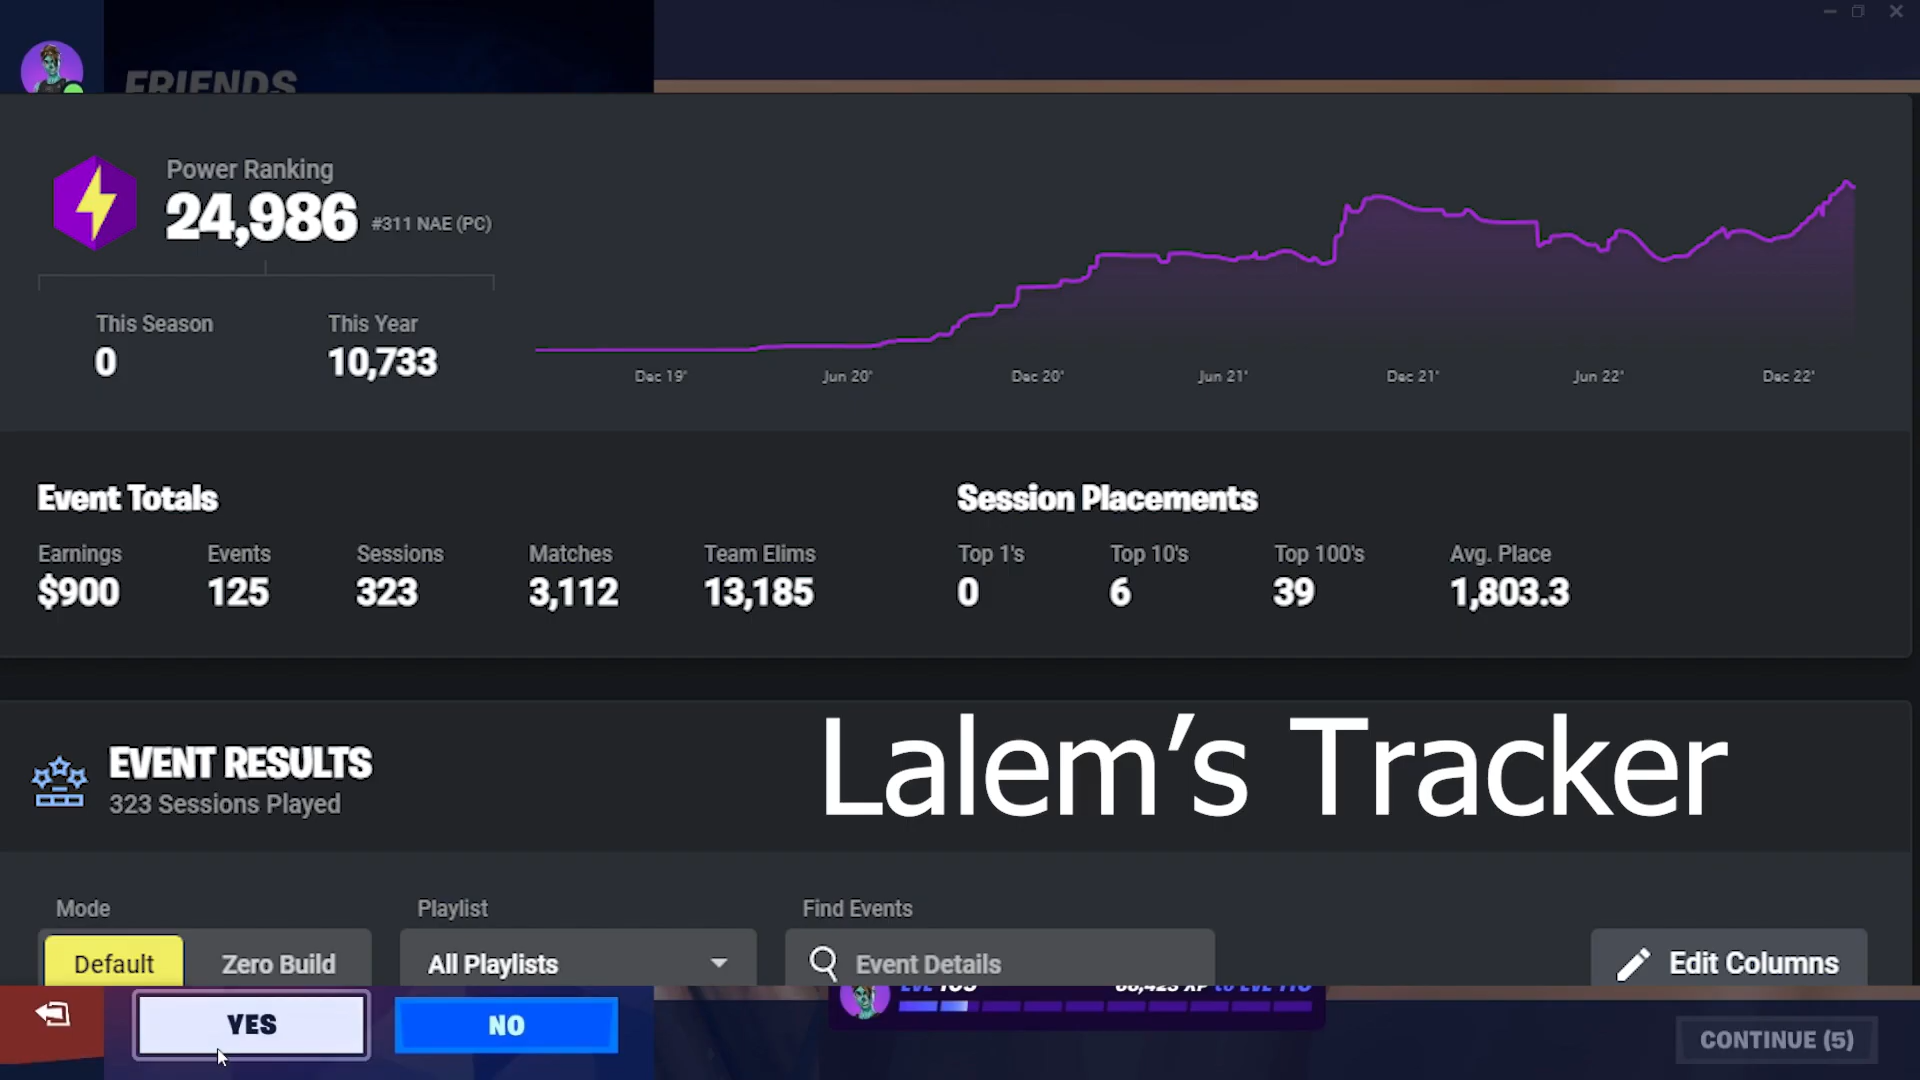 FRIENDS
Power Ranking
24,986 #311 NAE (PC)
This Season
0
This Year
10,733
Dec 19' Jun 20' Dec 20' Jun 21' Dec 21' Jun 22' Dec 22'
Event Totals
Earnings Events Sessions Matches Team Elims
$900 125 323 3,112 13,185
Session Placements
Top 1's Top 10's Top 100's Avg. Place
0 6 39 1,803.3
EVENT RESULTS
323 Sessions Played
Lalem's Tracker
Mode
Default Zero Build
Playlist
All Playlists
Find Events
Event Details
Edit Columns
YES NO
CONTINUE (5)